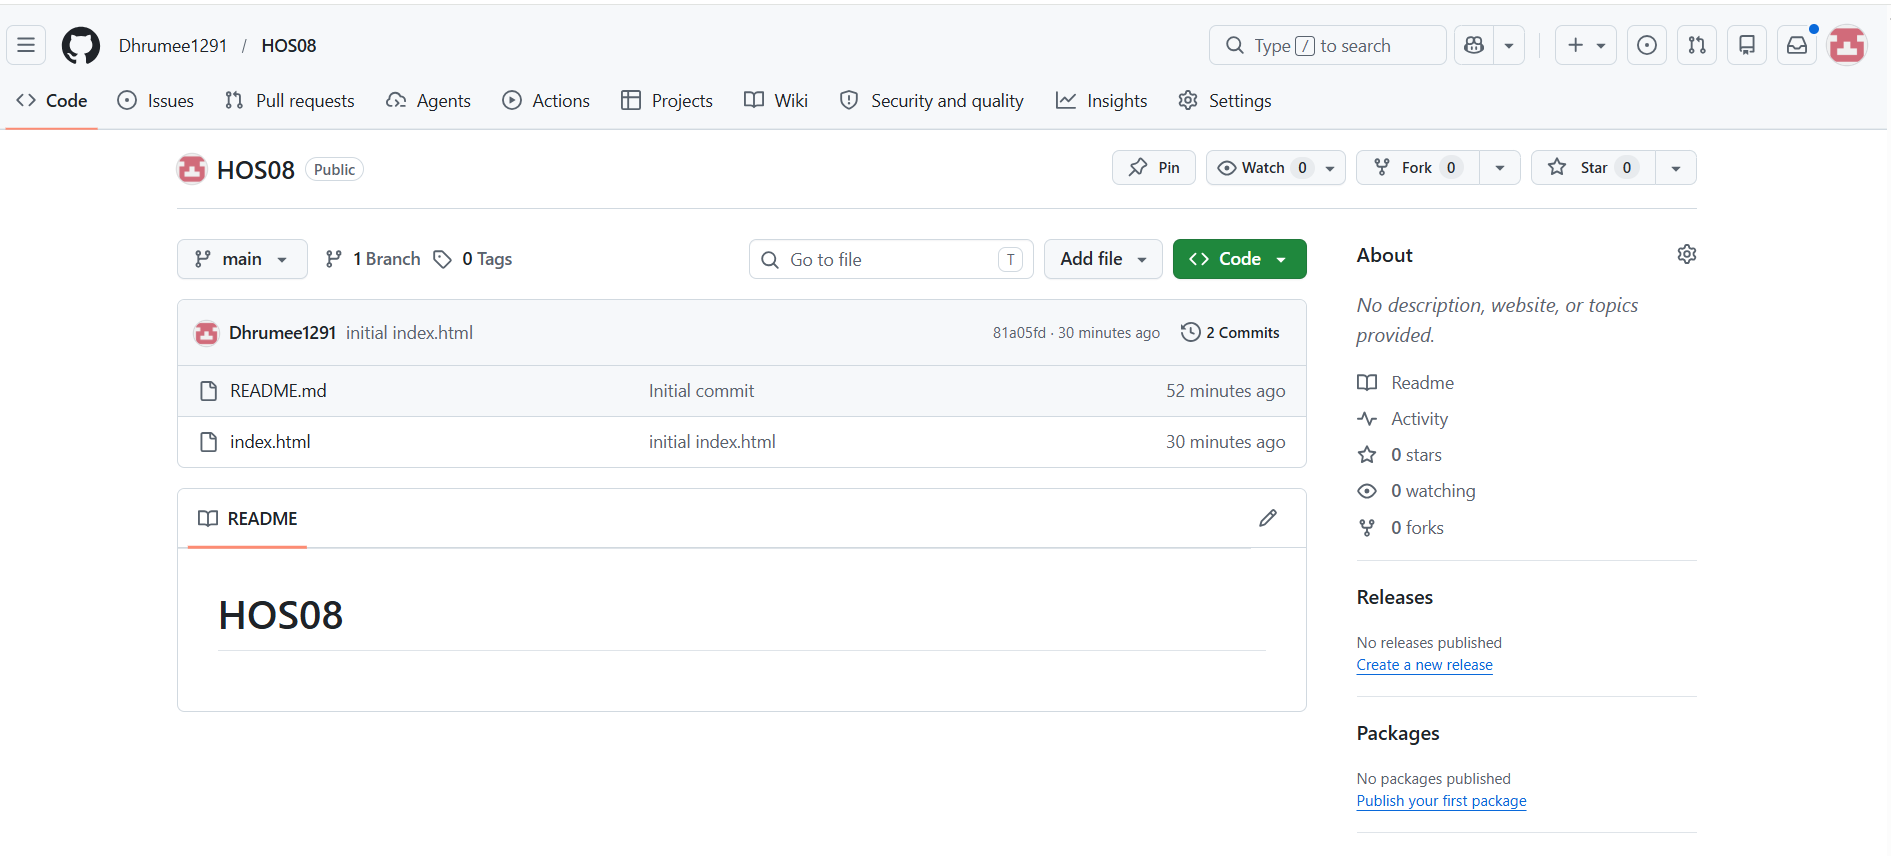 Dhrumee1291 / HOS08
Type / to search
Code Issues Pull requests Agents Actions Projects Wiki Security and quality Insights Settings
HOS08 Public
Pin Watch 0 Fork 0 Star 0
main 1 Branch 0 Tags
Go to file T
Add file Code
Dhrumee1291 initial index.html 81a05fd · 30 minutes ago 2 Commits
README.md Initial commit 52 minutes ago
index.html initial index.html 30 minutes ago
README
HOS08
About
No description, website, or topics
provided.
Readme
Activity
0 stars
0 watching
0 forks
Releases
No releases published
Create a new release
Packages
No packages published
Publish your first package